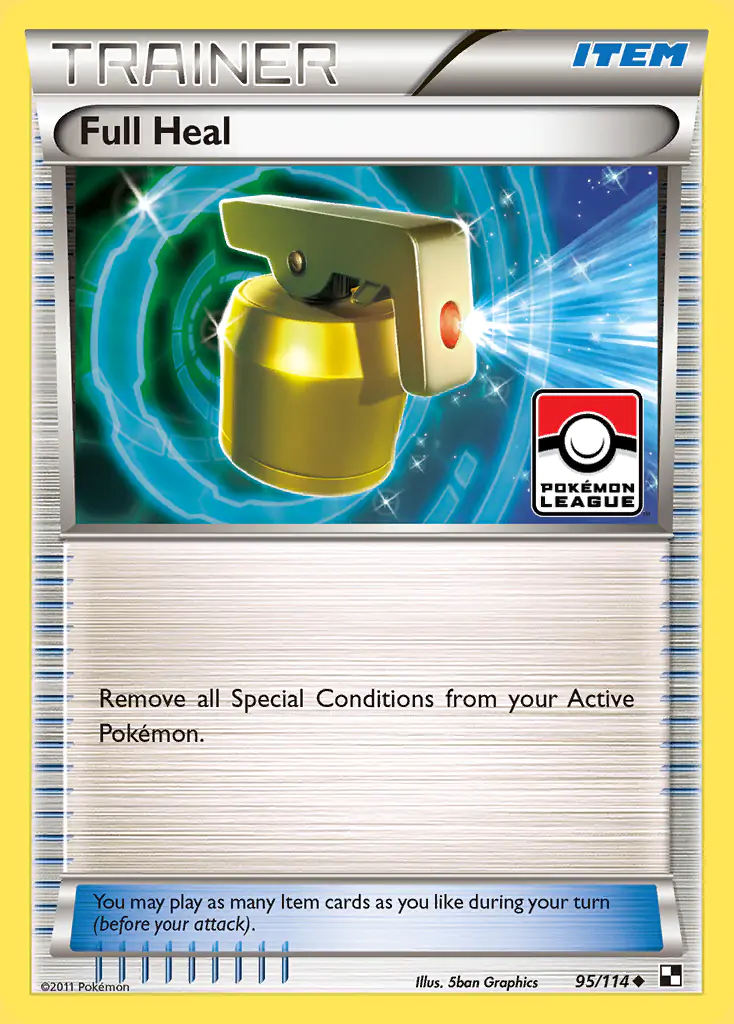 TRAINER
ITEM
Full Heal
POKÉMON
LEAGUE
Remove all Special Conditions from your Active
Pokémon.
You may play as many Item cards as you like during your turn
(before your attack).
©2011 Pokémon
Illus. 5ban Graphics
95/114